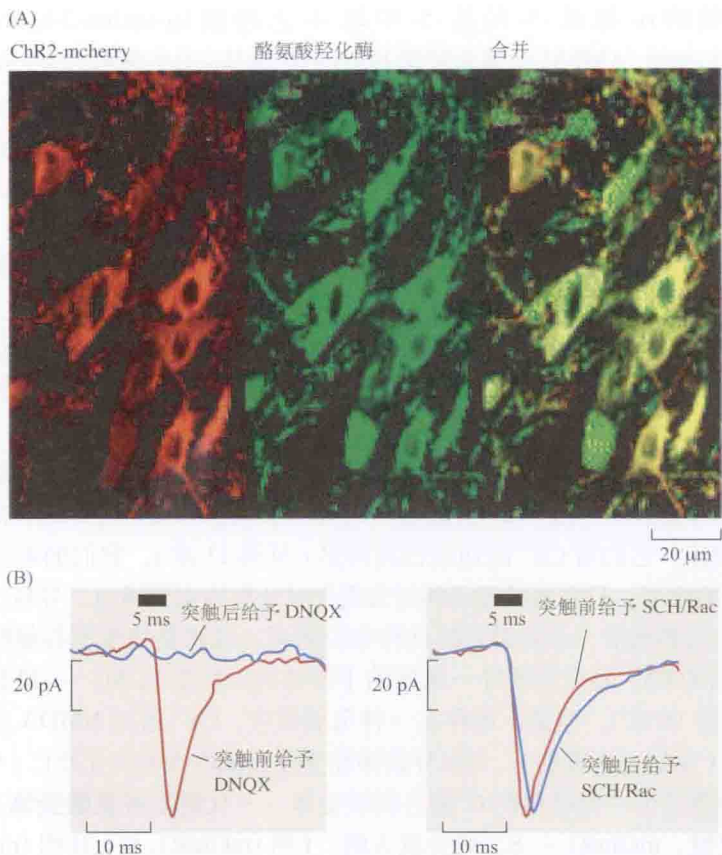 (A)
ChR2-mcherry 酪氨酸羟化酶 合并
20 μm
(B)
5 ms
突触后给予 DNQX
20 pA
突触前给予
DNQX
10 ms
5 ms
突触前给予 SCH/Rac
20 pA
突触后给予
SCH/Rac
10 ms